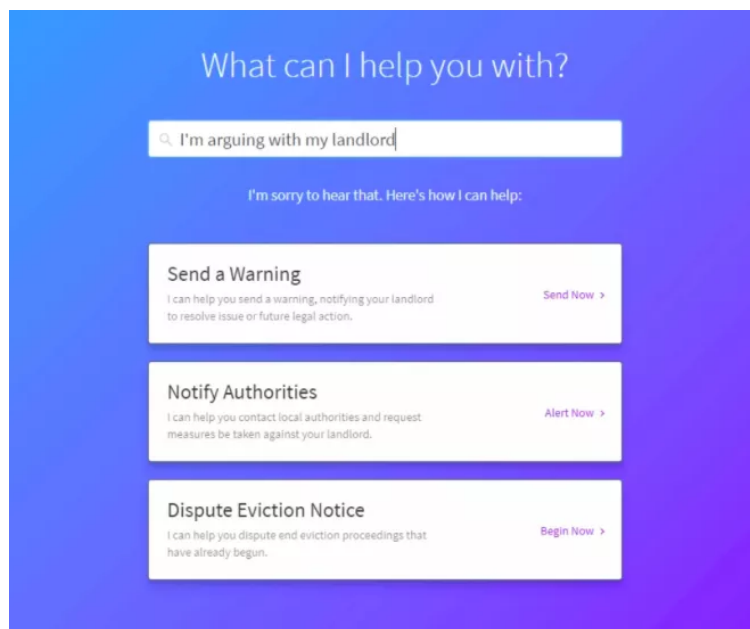 What can I help you with?
I'm arguing with my landlord
I'm sorry to hear that. Here's how I can help:
Send a Warning
I can help you send a warning, notifying your landlord
to resolve issue or future legal action.
Send Now >
Notify Authorities
I can help you contact local authorities and request
measures be taken against your landlord.
Alert Now >
Dispute Eviction Notice
I can help you dispute end eviction proceedings that
have already begun.
Begin Now >